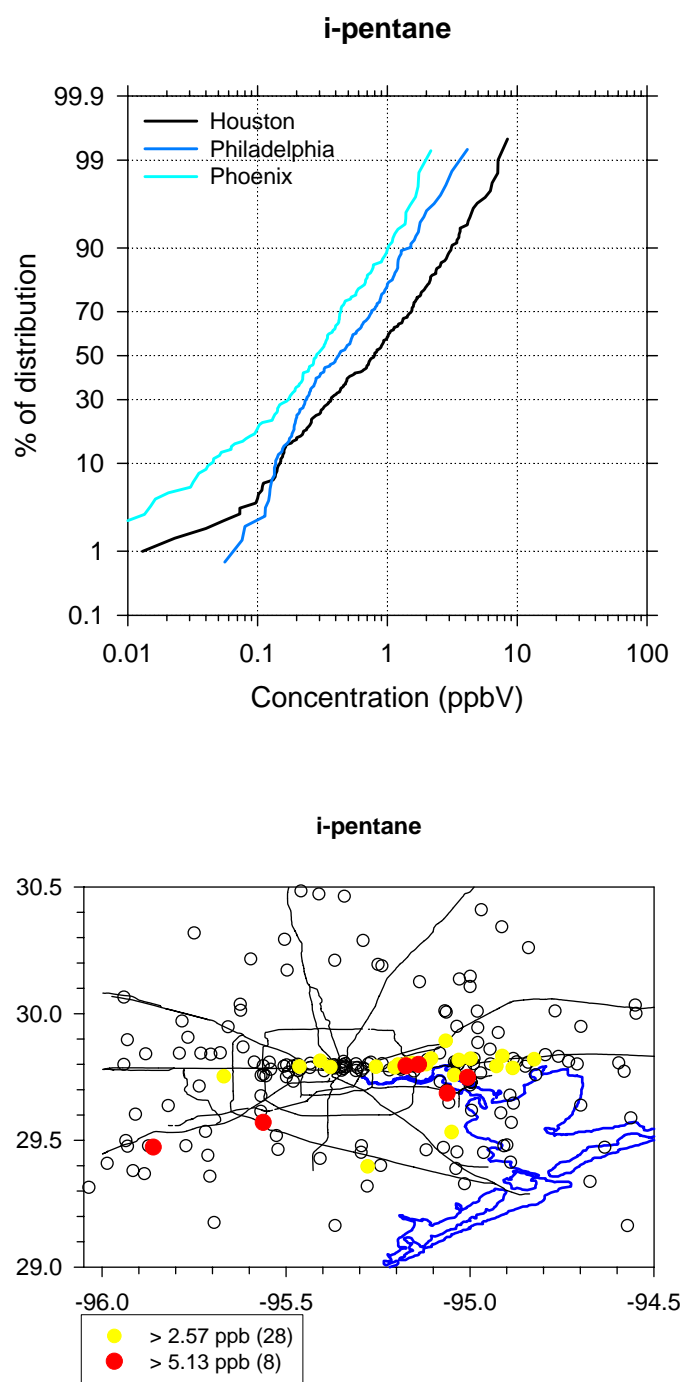 i-pentane
99.9
99
90
70
50
30
10
1
0.1
% of distribution
Houston
Philadelphia
Phoenix
0.01 0.1 1 10 100
Concentration (ppbV)
i-pentane
30.5
30.0
29.5
29.0
-96.0 -95.5 -95.0 -94.5
> 2.57 ppb (28)
> 5.13 ppb (8)